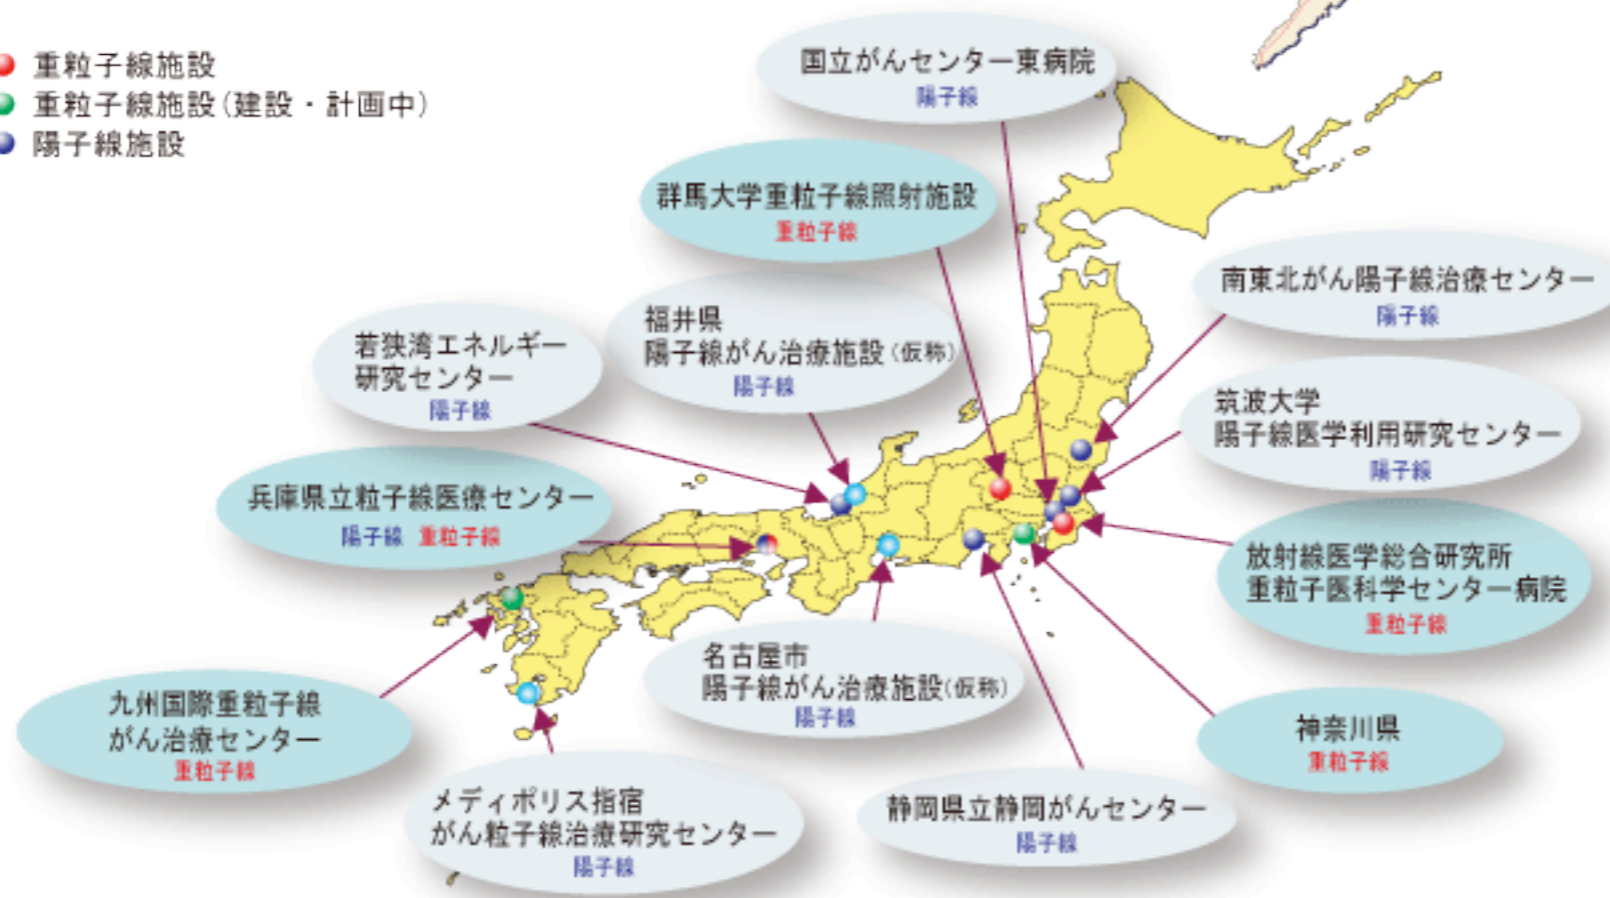 重粒子線施設
重粒子線施設(建設・計画中)
陽子線施設
国立がんセンター東病院
陽子線
群馬大学重粒子線照射施設
重粒子線
南東北がん陽子線治療センター
陽子線
福井県
陽子線がん治療施設(仮称)
陽子線
若狭湾エネルギー
研究センター
陽子線
筑波大学
陽子線医学利用研究センター
陽子線
兵庫県立粒子線医療センター
陽子線 重粒子線
放射線医学総合研究所
重粒子医科学センター病院
重粒子線
名古屋市
陽子線がん治療施設(仮称)
陽子線
九州国際重粒子線
がん治療センター
重粒子線
神奈川県
重粒子線
メディポリス指宿
がん粒子線治療研究センター
陽子線
静岡県立静岡がんセンター
陽子線